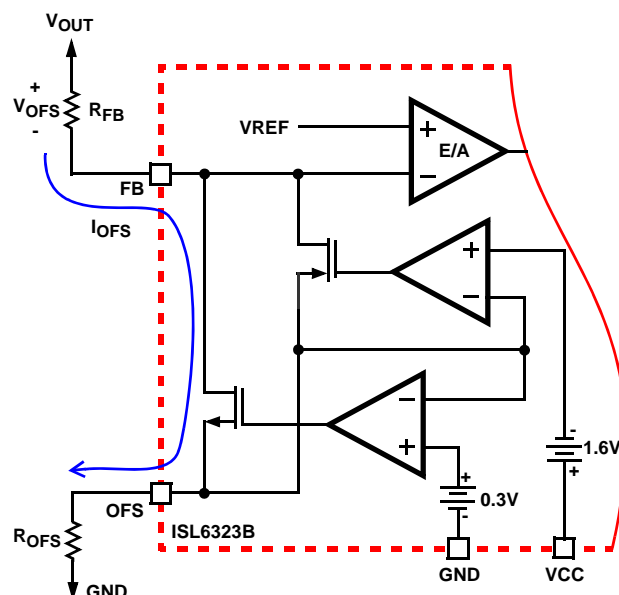 VOUT
+
VOFS
-
RFB
VREF
+
E/A
-
FB
IOFS
+
-
-
+
-
1.6V
+
+
0.3V
-
OFS
ISL6323B
ROFS
GND
GND
VCC